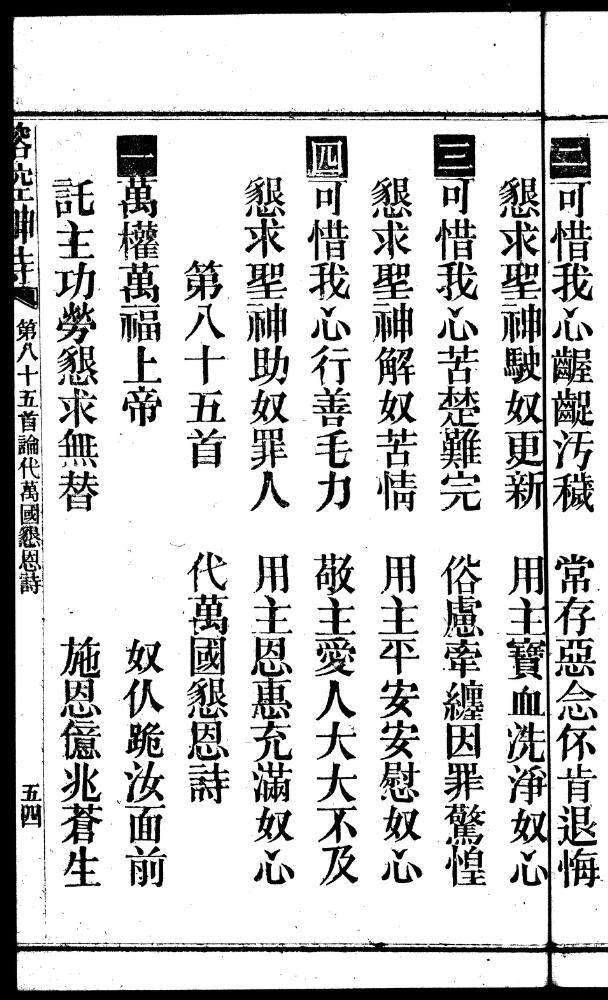 二 可惜我心齷齪污穢 常存惡念伓肯退悔
懇求聖神駛奴更新 用主寶血洗淨奴心
三 可惜我心苦楚難完 俗慮牽纏因罪驚惶
懇求聖神解奴苦情 用主平安安慰奴心
四 可惜我心行善毛力 敬主愛人大大不及
懇求聖神助奴罪人 用主恩惠充滿奴心
第八十五首 代萬國懇恩詩
一 萬權萬福上帝 奴仈跪汝面前
託主功勞懇求無替 施恩億兆蒼生
神詩 第八十五首論代萬國懇恩詩 五四